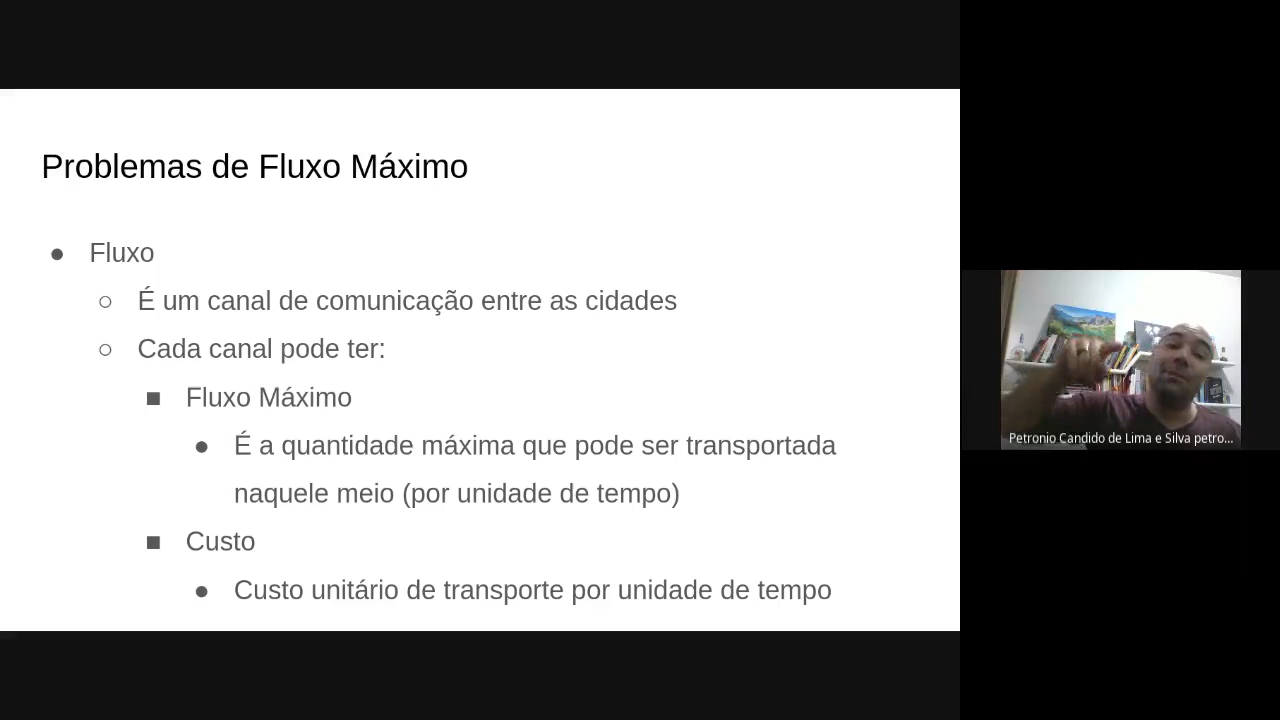 Problemas de Fluxo Máximo
● Fluxo
○ É um canal de comunicação entre as cidades
○ Cada canal pode ter:
■ Fluxo Máximo
● É a quantidade máxima que pode ser transportada
naquele meio (por unidade de tempo)
■ Custo
● Custo unitário de transporte por unidade de tempo
Petronio Candido de Lima e Silva petro...